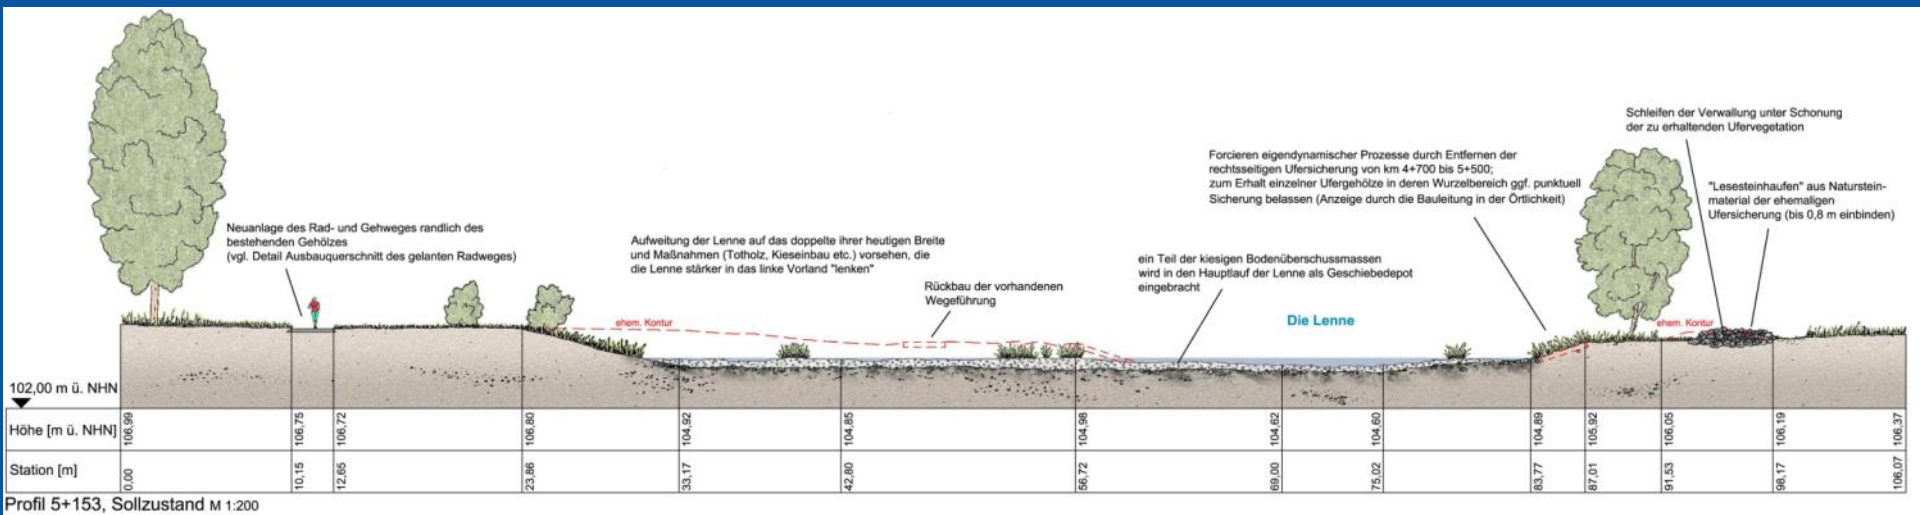 Schleifen der Verwallung unter Schonung
der zu erhaltenden Ufervegetation
Forcieren eigendynamischer Prozesse durch Entfernen der
rechtsseitigen Ufersicherung von km 4+700 bis 5+500;
zum Erhalt einzelner Ufergehölze in deren Wurzelbereich ggf. punktuell
Sicherung belassen (Anzeige durch die Bauleitung in der Örtlichkeit)
"Lesesteinhaufen" aus Naturstein-
material der ehemaligen
Ufersicherung (bis 0,8 m einbinden)
Neuanlage des Rad- und Gehweges randlich des
bestehenden Gehölzes
(vgl. Detail Ausbauquerschnitt des gelanten Radweges)
Aufweitung der Lenne auf das doppelte ihrer heutigen Breite
und Maßnahmen (Totholz, Kieseinbau etc.) vorsehen, die
die Lenne stärker in das linke Vorland "lenken"
ein Teil der kiesigen Bodenüberschussmassen
wird in den Hauptlauf der Lenne als Geschiebedepot
eingebracht
Rückbau der vorhandenen
Wegeführung
Die Lenne
ehem. Kontur
ehem. Kontur
102,00 m ü. NHN
Höhe [m ü. NHN] 106,99 106,75 106,72 106,80 104,92 104,85 104,98 104,62 104,60 104,89 105,92 106,05 106,19 106,37
Station [m] 0,00 10,15 12,65 23,86 33,17 42,80 56,72 69,00 75,02 83,77 87,01 91,53 98,17 106,07
Profil 5+153, Sollzustand M 1:200